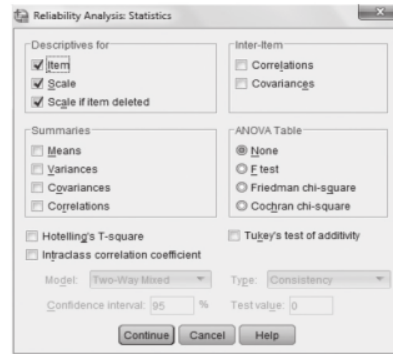 Reliability Analysis: Statistics
Descriptives for
Item
Scale
Scale if item deleted
Inter-Item
Correlations
Covariances
Summaries
Means
Variances
Covariances
Correlations
ANOVA Table
None
F test
Friedman chi-square
Cochran chi-square
Hotelling's T-square
Tukey's test of additivity
Intraclass correlation coefficient
Model: Two-Way Mixed Type: Consistency
Confidence interval: 95 % Test value: 0
Continue Cancel Help